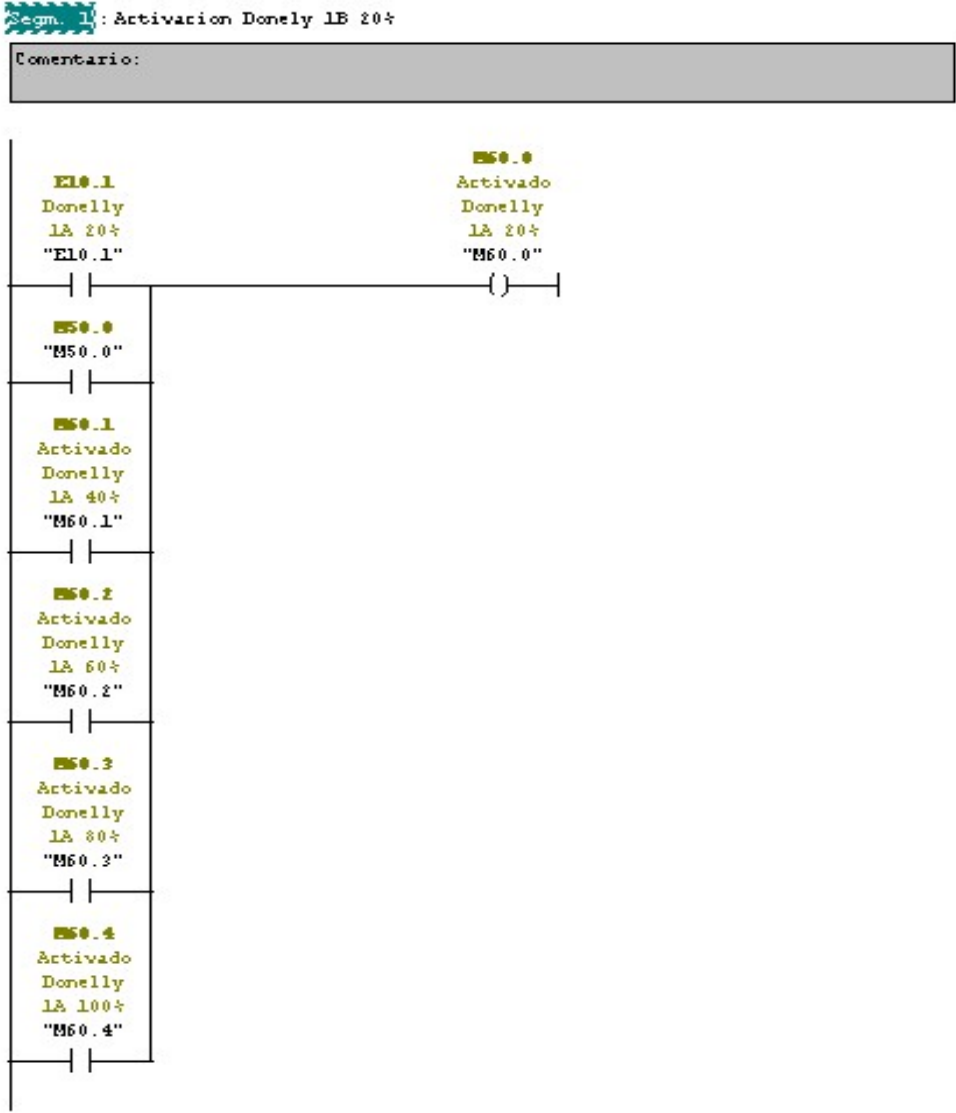 Segm. 1: Activacion Donely 1B 20%
Comentario:
E10.1
Donelly
1A 20%
"E10.1"
M60.0
Activado
Donelly
1A 20%
"M60.0"
M50.0
"M50.0"
M60.1
Activado
Donelly
1A 40%
"M60.1"
M60.2
Activado
Donelly
1A 60%
"M60.2"
M60.3
Activado
Donelly
1A 80%
"M60.3"
M60.4
Activado
Donelly
1A 100%
"M60.4"